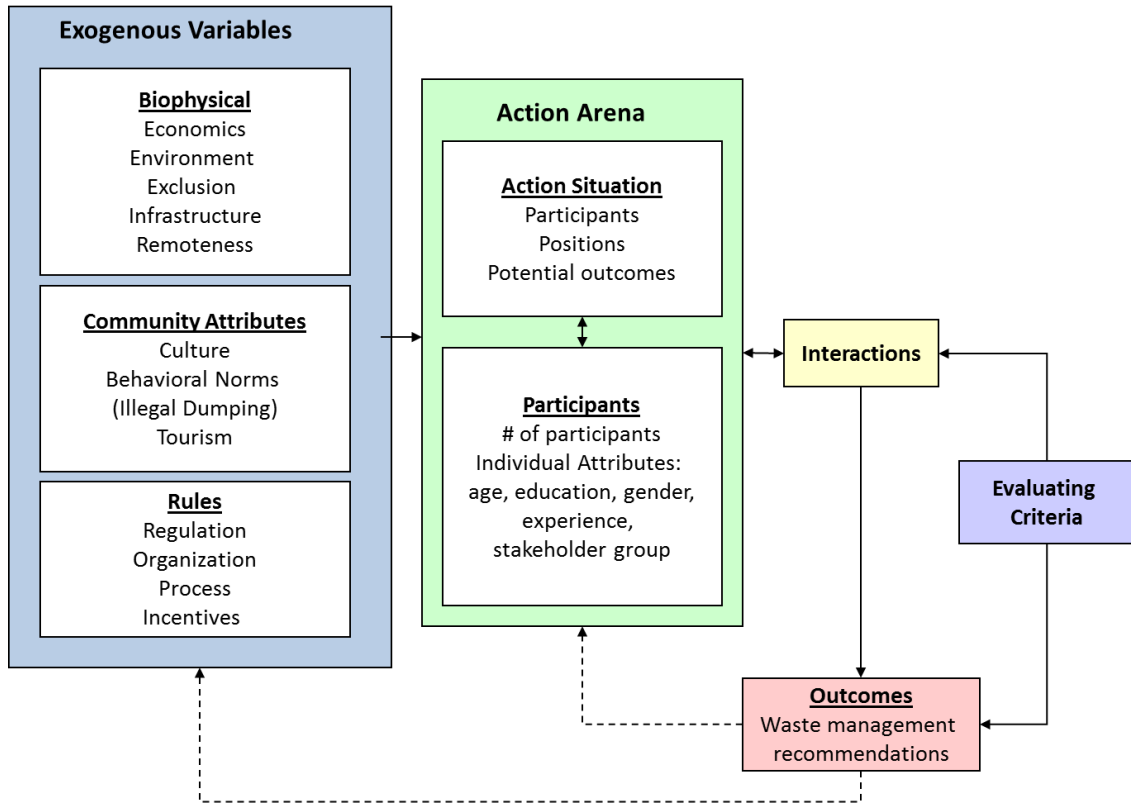 Exogenous Variables
Biophysical
Economics
Environment
Exclusion
Infrastructure
Remoteness
Community Attributes
Culture
Behavioral Norms
(Illegal Dumping)
Tourism
Rules
Regulation
Organization
Process
Incentives
Action Arena
Action Situation
Participants
Positions
Potential outcomes
Participants
# of participants
Individual Attributes:
age, education, gender,
experience,
stakeholder group
Interactions
Evaluating
Criteria
Outcomes
Waste management
recommendations